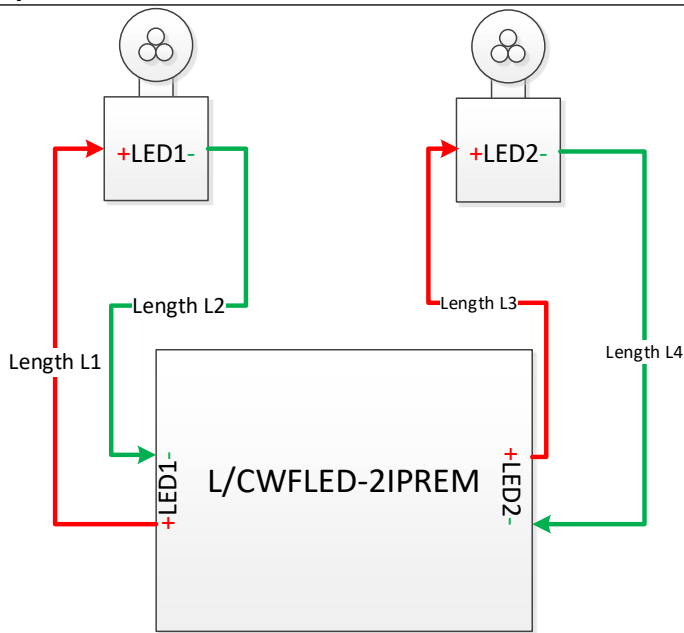 +LED1-
+LED2-
Length L2
Length L3
Length L1
Length L4
L/CWFLED-2IPREM
+LED1-
+LED2-